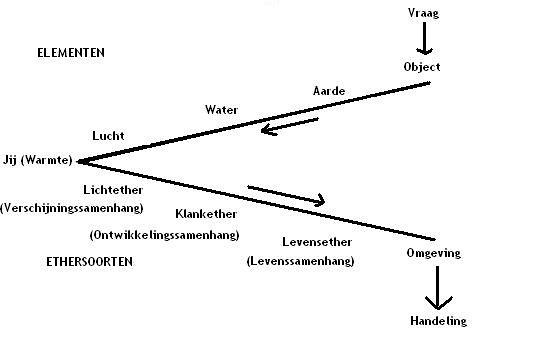 Vraag
ELEMENTEN
Object
Aarde
Water
Lucht
Jij (Warmte)
Lichtether
(Verschijningssamenhang)
Klankether
(Ontwikkelingssamenhang)
Levensether
(Levenssamenhang)
Omgeving
ETHERSOORTEN
Handeling